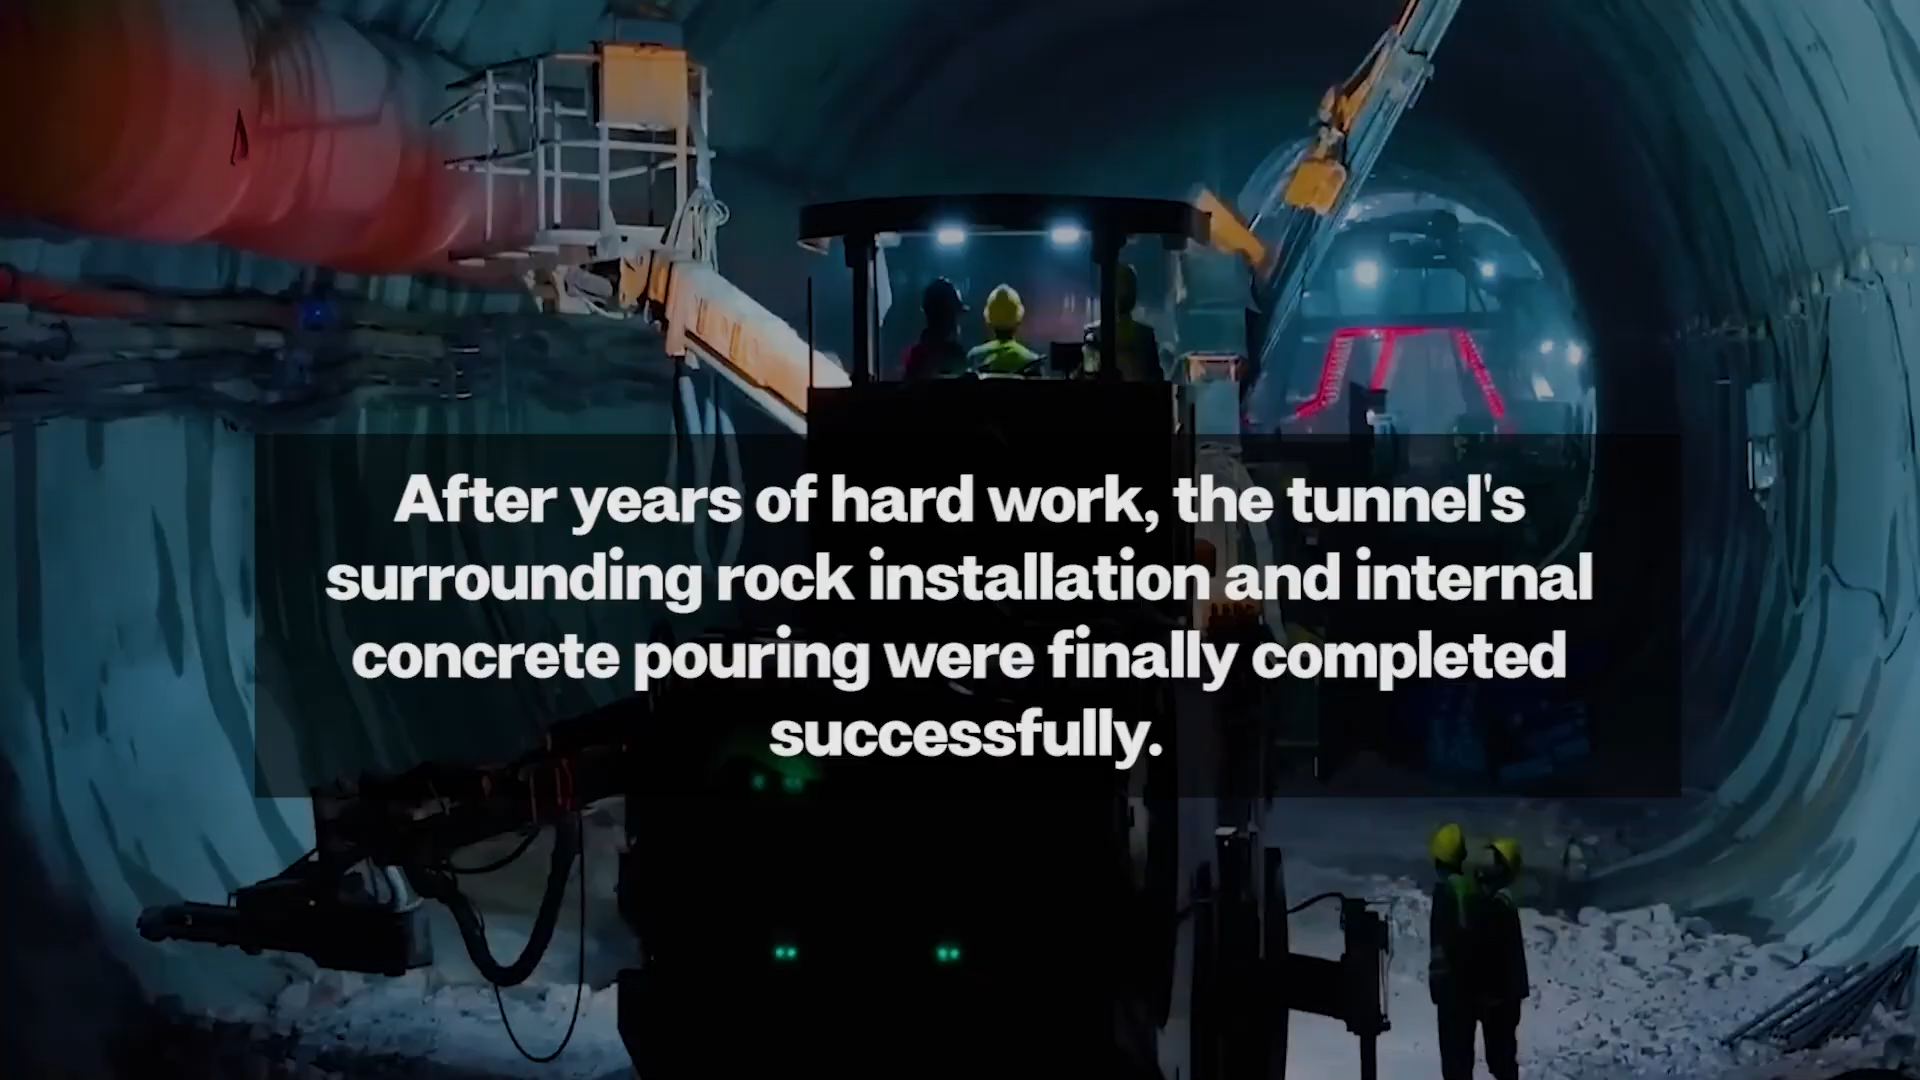 After years of hard work, the tunnel's
surrounding rock installation and internal
concrete pouring were finally completed
successfully.